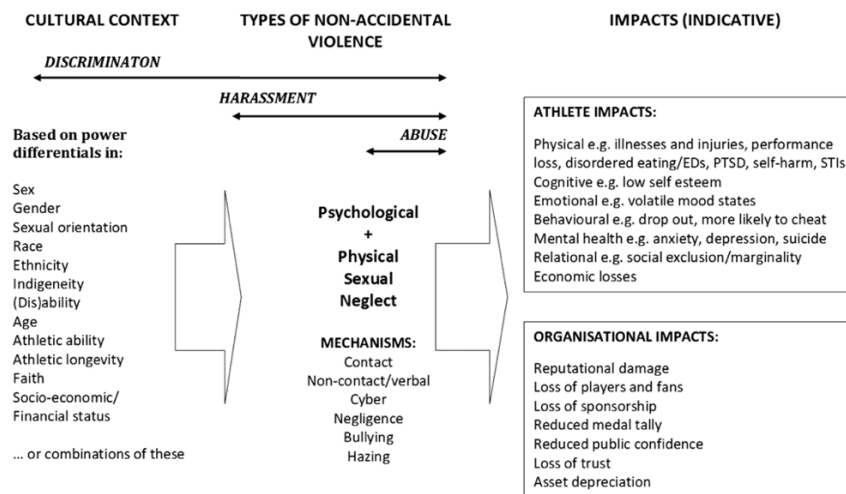 CULTURAL CONTEXT
TYPES OF NON-ACCIDENTAL
VIOLENCE
IMPACTS (INDICATIVE)
DISCRIMINATON
HARASSMENT
ABUSE
Based on power
differentials in:
Sex
Gender
Sexual orientation
Race
Ethnicity
Indigeneity
(Dis)ability
Age
Athletic ability
Athletic longevity
Faith
Socio-economic/
Financial status
... or combinations of these
Psychological
+
Physical
Sexual
Neglect
MECHANISMS:
Contact
Non-contact/verbal
Cyber
Negligence
Bullying
Hazing
ATHLETE IMPACTS:
Physical e.g. illnesses and injuries, performance
loss, disordered eating/EDs, PTSD, self-harm, STIs
Cognitive e.g. low self esteem
Emotional e.g. volatile mood states
Behavioural e.g. drop out, more likely to cheat
Mental health e.g. anxiety, depression, suicide
Relational e.g. social exclusion/marginality
Economic losses
ORGANISATIONAL IMPACTS:
Reputational damage
Loss of players and fans
Loss of sponsorship
Reduced medal tally
Reduced public confidence
Loss of trust
Asset depreciation